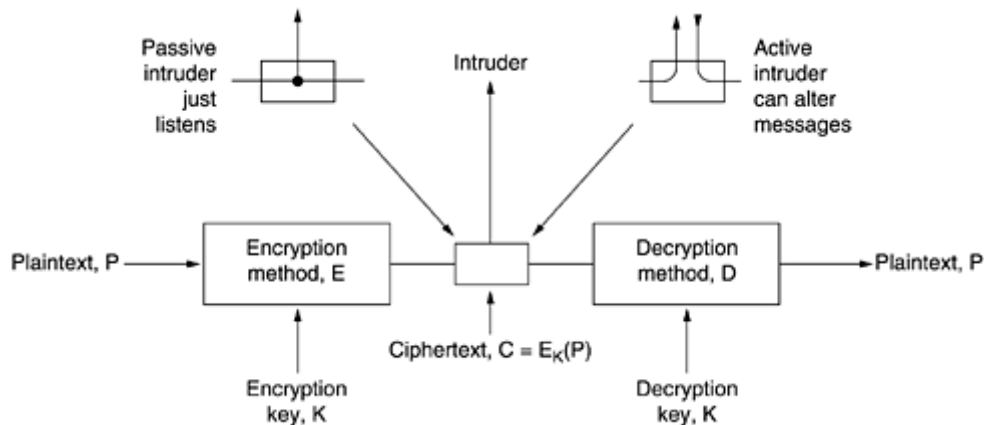 Passive
intruder
just
listens
Intruder
Active
intruder
can alter
messages
Plaintext, P
Encryption
method, E
Decryption
method, D
Plaintext, P
Ciphertext, C = E_K(P)
Encryption
key, K
Decryption
key, K